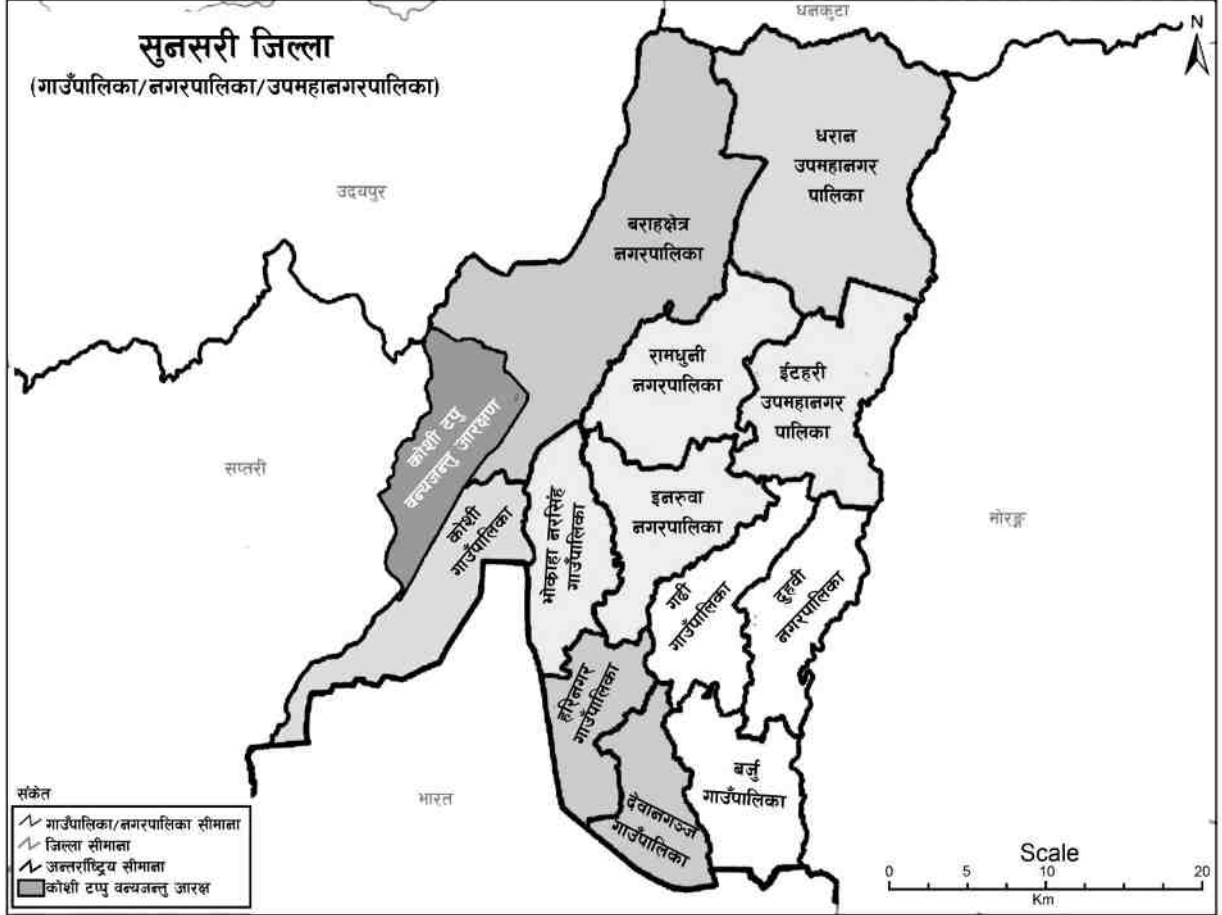 सुनसरी जिल्ला
(गाउँपालिका/नगरपालिका/उपमहानगरपालिका)
धनकुटा
N
धरान
उपमहानगर
पालिका
उदयपुर
बराहक्षेत्र
नगरपालिका
रामधुनी
नगरपालिका
ईटहरी
उपमहानगर
पालिका
कोशी टप्पु
वन्यजन्तु आरक्षण
सप्तरी
कोशी
गाउँपालिका
भोकाहा नरसिंह
गाउँपालिका
इनरुवा
नगरपालिका
मोरङ्ग
गढी
गाउँपालिका
दुहवी
नगरपालिका
हरिनगर
गाउँपालिका
बर्जु
गाउँपालिका
देवानगञ्ज
गाउँपालिका
भारत
संकेत
गाउँपालिका/नगरपालिका सीमाना
जिल्ला सीमाना
अन्तर्राष्ट्रिय सीमाना
कोशी टप्पु वन्यजन्तु आरक्ष
Scale
0 5 10 20
Km